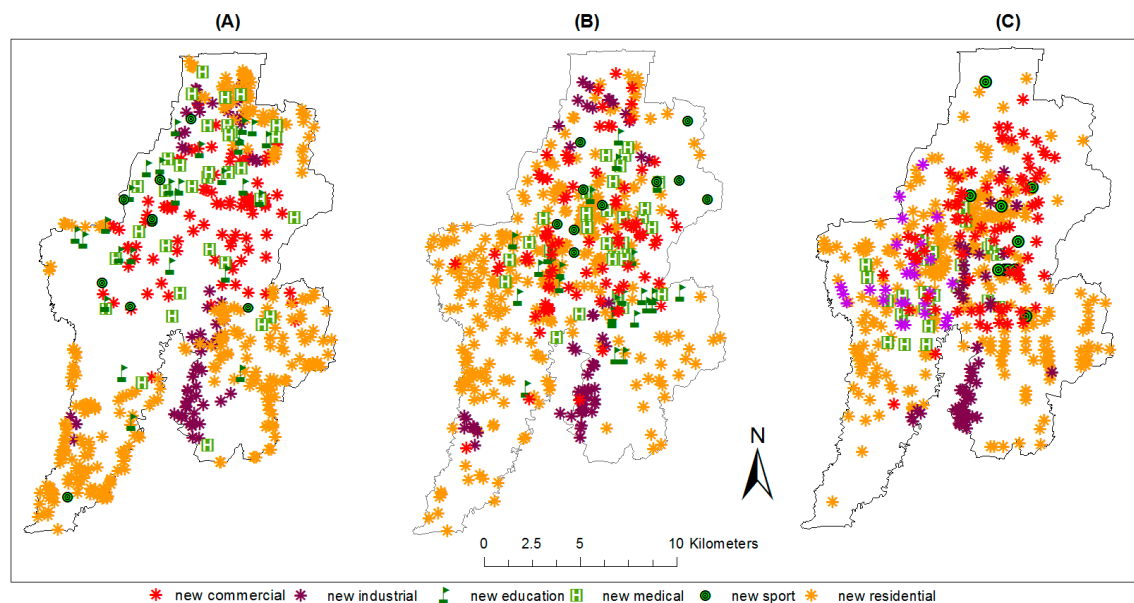 (A) (B) (C)
N
0 2.5 5 10 Kilometers
new commercial new industrial new education new medical new sport new residential